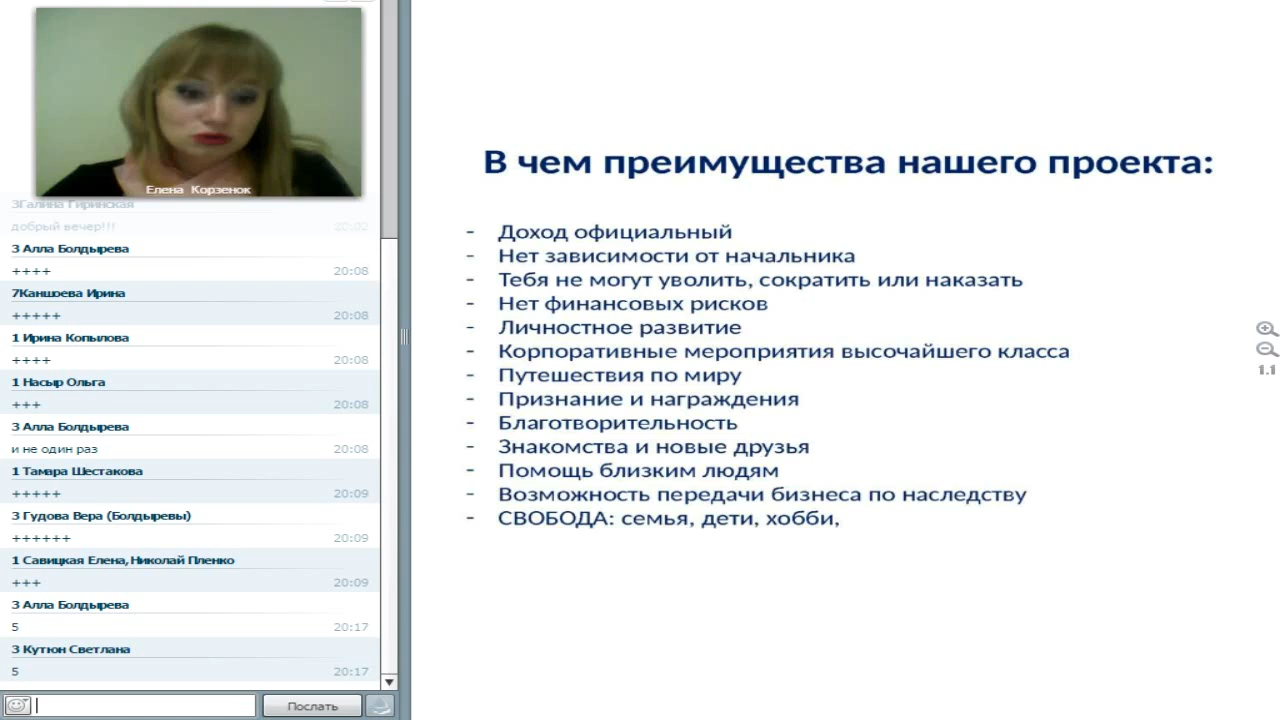 Елена Корзенок
3Галина Гиринская
добрый вечер!!! 20:02
3 Алла Болдырева
++++ 20:08
7Каншоева Ирина
+++++ 20:08
1 Ирина Копылова
++++ 20:08
1 Насыр Ольга
+++ 20:08
3 Алла Болдырева
и не один раз 20:08
1 Тамара Шестакова
+++++ 20:09
3 Гудова Вера (Болдыревы)
++++++ 20:09
1 Савицкая Елена,Николай Пленко
+++ 20:09
3 Алла Болдырева
5 20:17
3 Кутюн Светлана
5 20:17
Послать
В чем преимущества нашего проекта:
- Доход официальный
- Нет зависимости от начальника
- Тебя не могут уволить, сократить или наказать
- Нет финансовых рисков
- Личностное развитие
- Корпоративные мероприятия высочайшего класса
- Путешествия по миру
- Признание и награждения
- Благотворительность
- Знакомства и новые друзья
- Помощь близким людям
- Возможность передачи бизнеса по наследству
- СВОБОДА: семья, дети, хобби,
1.1